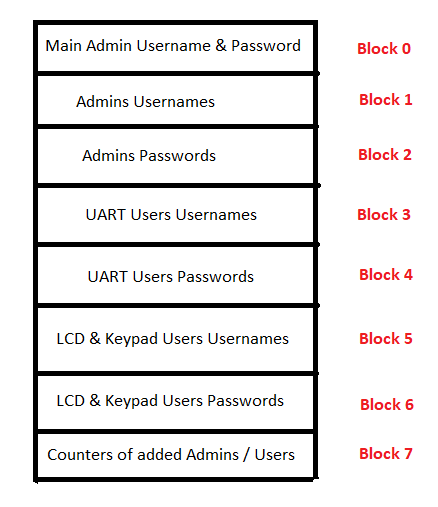 Main Admin Username & Password Block 0
Admins Usernames Block 1
Admins Passwords Block 2
UART Users Usernames Block 3
UART Users Passwords Block 4
LCD & Keypad Users Usernames Block 5
LCD & Keypad Users Passwords Block 6
Counters of added Admins / Users Block 7